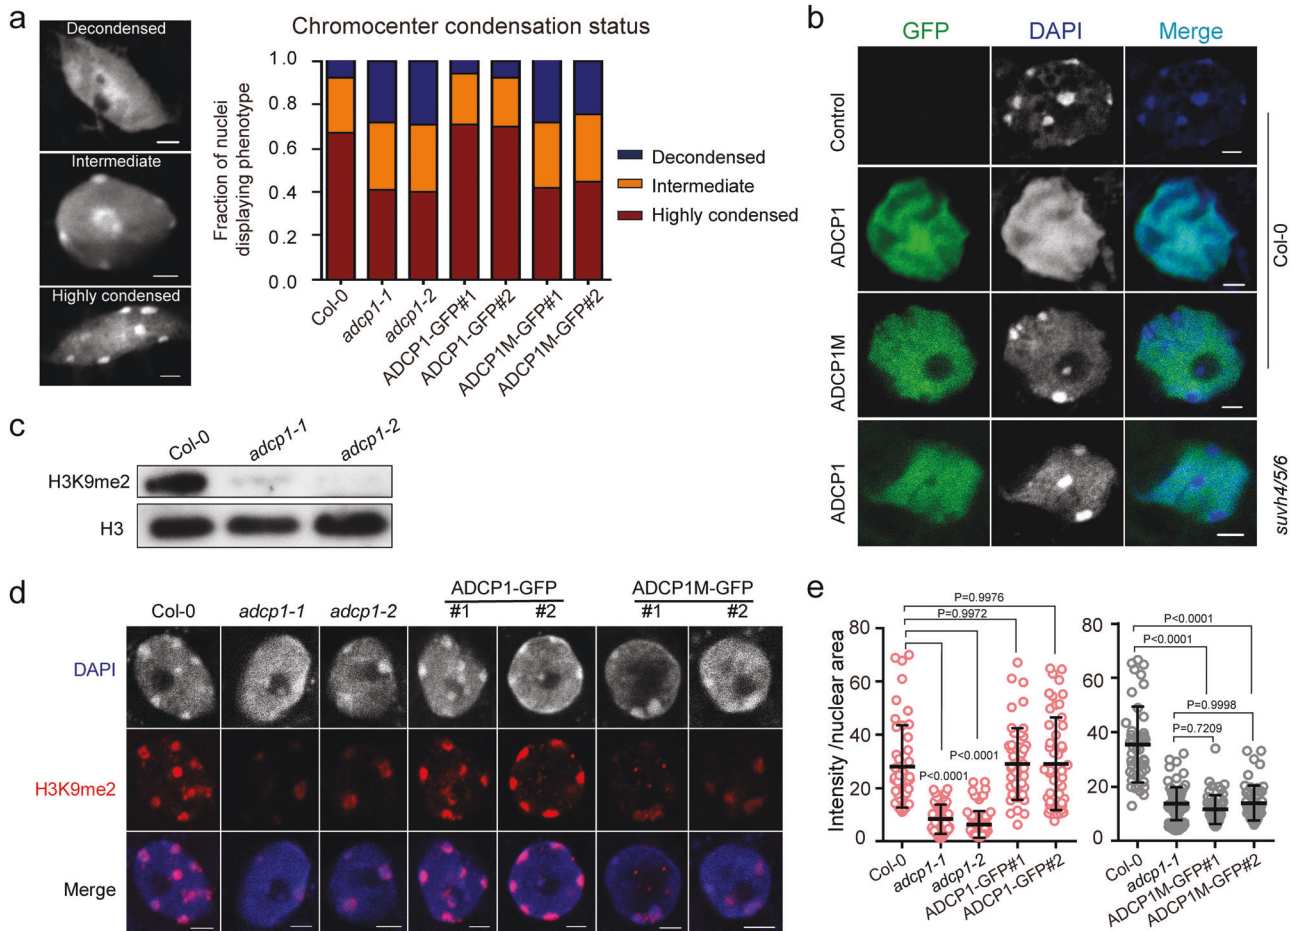 a
Decondensed
Intermediate
Highly condensed
Chromocenter condensation status
Fraction of nuclei
displaying phenotype
1.0
0.8
0.6
0.4
0.2
0.0
Col-0
adcp1-1
adcp1-2
ADCP1-GFP#1
ADCP1-GFP#2
ADCP1M-GFP#1
ADCP1M-GFP#2
Decondensed
Intermediate
Highly condensed
b
GFP DAPI Merge
Control
ADCP1
ADCP1M
ADCP1
Col-0
suvh4/5/6
c
Col-0 adcp1-1 adcp1-2
H3K9me2
H3
d
ADCP1-GFP ADCP1M-GFP
Col-0 adcp1-1 adcp1-2 #1 #2 #1 #2
DAPI
H3K9me2
Merge
e
Intensity /nuclear area
P=0.9976
P=0.9972
P<0.0001
P<0.0001
80
60
40
20
0
Col-0
adcp1-1
adcp1-2
ADCP1-GFP#1
ADCP1-GFP#2
P<0.0001
P<0.0001
P=0.9998
P=0.7209
80
60
40
20
0
Col-0
adcp1-1
ADCP1M-GFP#1
ADCP1M-GFP#2